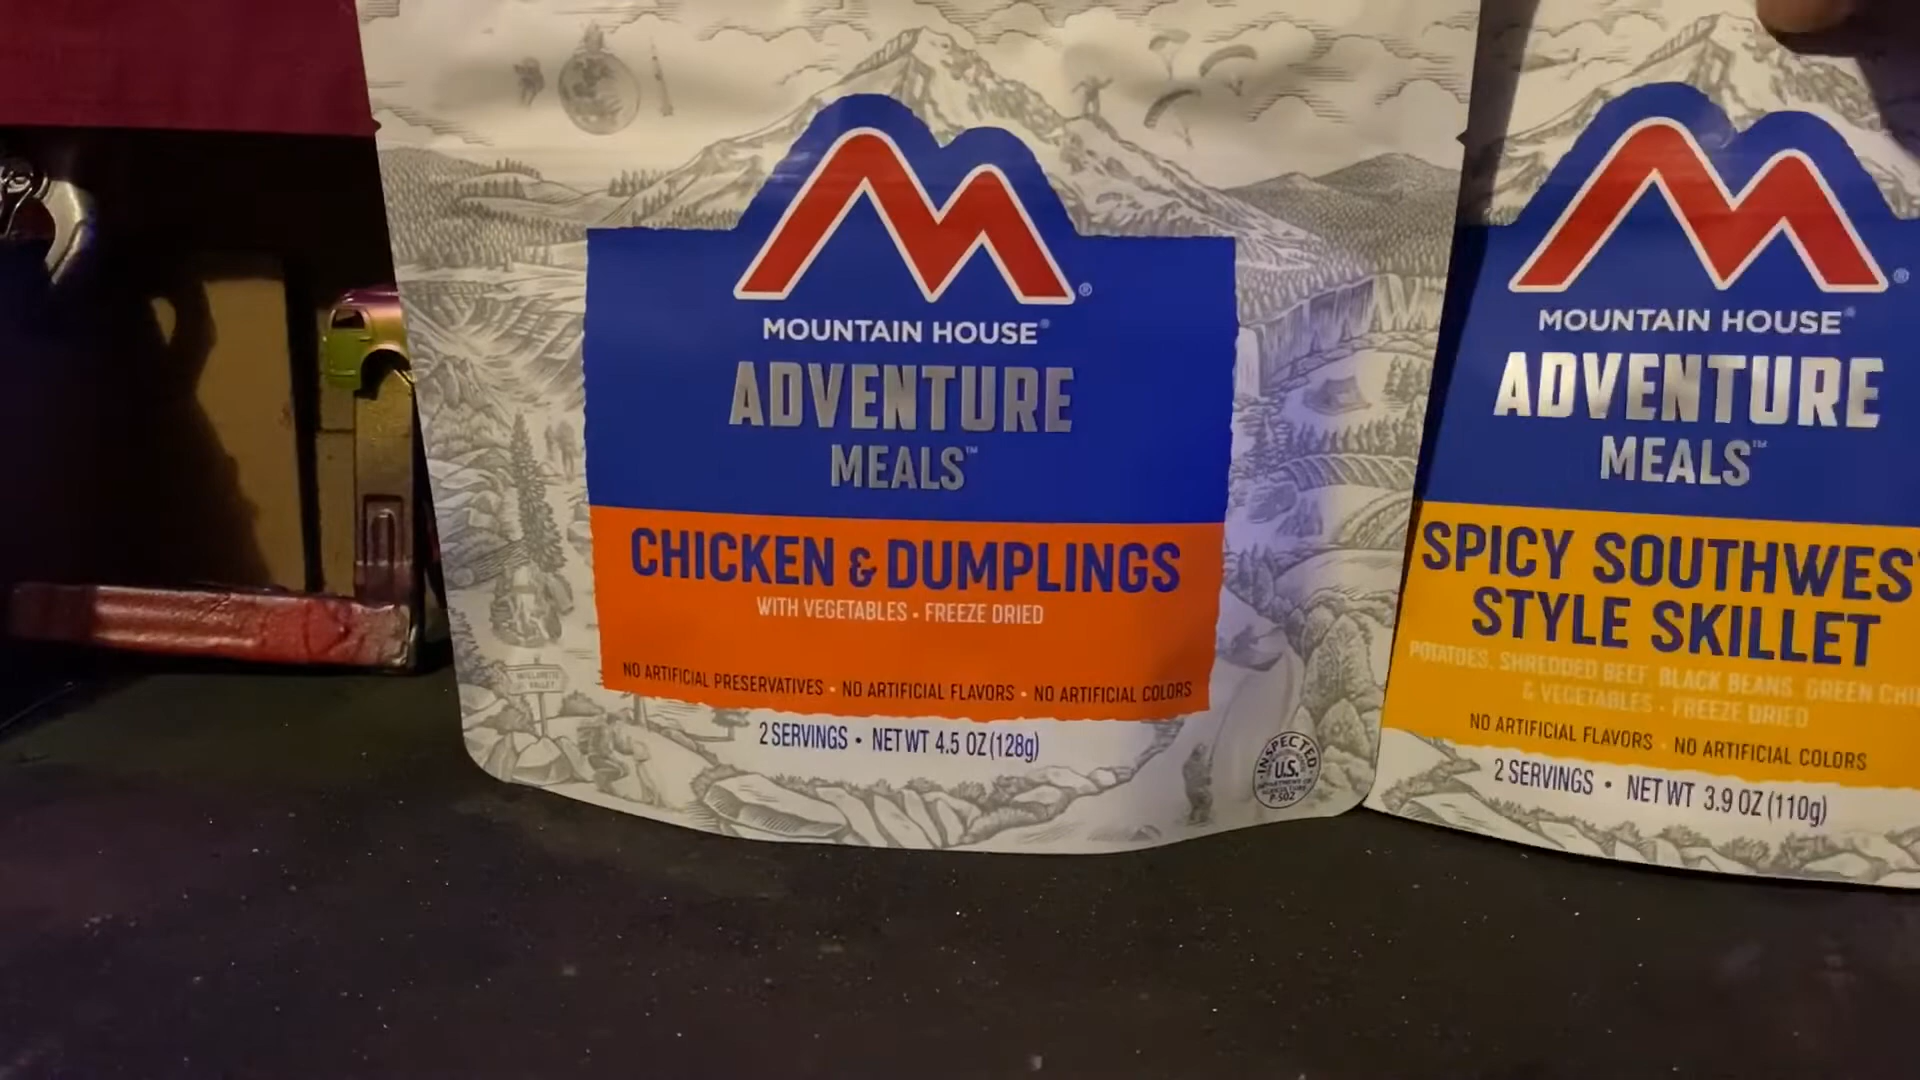 MOUNTAIN HOUSE®
ADVENTURE
MEALS™
CHICKEN & DUMPLINGS
WITH VEGETABLES • FREEZE DRIED
NO ARTIFICIAL PRESERVATIVES • NO ARTIFICIAL FLAVORS • NO ARTIFICIAL COLORS
2 SERVINGS • NET WT 4.5 OZ (128g)
INSPECTED
U.S.
DEPARTMENT OF
AGRICULTURE
P-502
WILLAMETTE
VALLEY
MOUNTAIN HOUSE®
ADVENTURE
MEALS™
SPICY SOUTHWES
STYLE SKILLET
POTATOES, SHREDDED BEEF, BLACK BEANS, GREEN CHI
& VEGETABLES • FREEZE DRIED
NO ARTIFICIAL FLAVORS • NO ARTIFICIAL COLORS
2 SERVINGS • NET WT 3.9 OZ (110g)